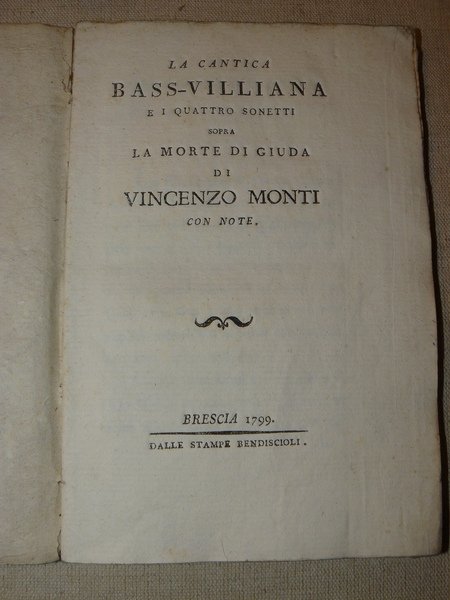 LA CANTICA
BASS-VILLIANA
E I QUATTRO SONETTI
SOPRA
LA MORTE DI GIUDA
DI
VINCENZO MONTI
CON NOTE.
BRESCIA 1799.
DALLE STAMPE BENDISCIOLI.